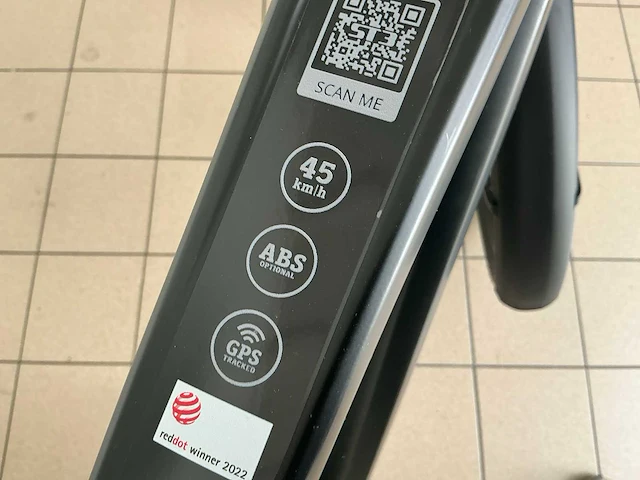 ST3
SCAN ME
45
km/h
ABS
OPTIONAL
GPS
TRACKED
reddot winner 2022